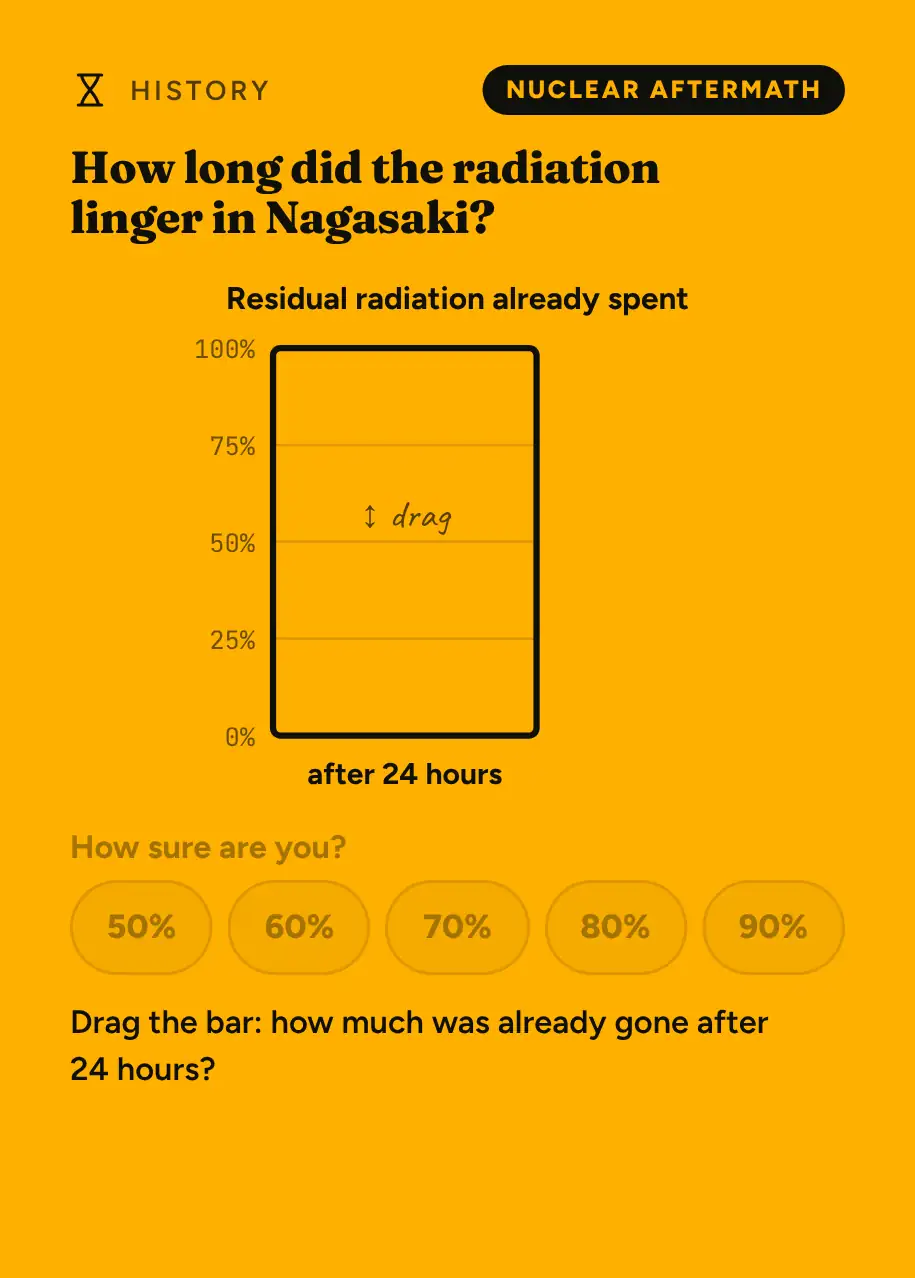 HISTORY
NUCLEAR AFTERMATH
How long did the radiation
linger in Nagasaki?
Residual radiation already spent
100%
75%
↕ drag
50%
25%
0%
after 24 hours
How sure are you?
50% 60% 70% 80% 90%
Drag the bar: how much was already gone after
24 hours?